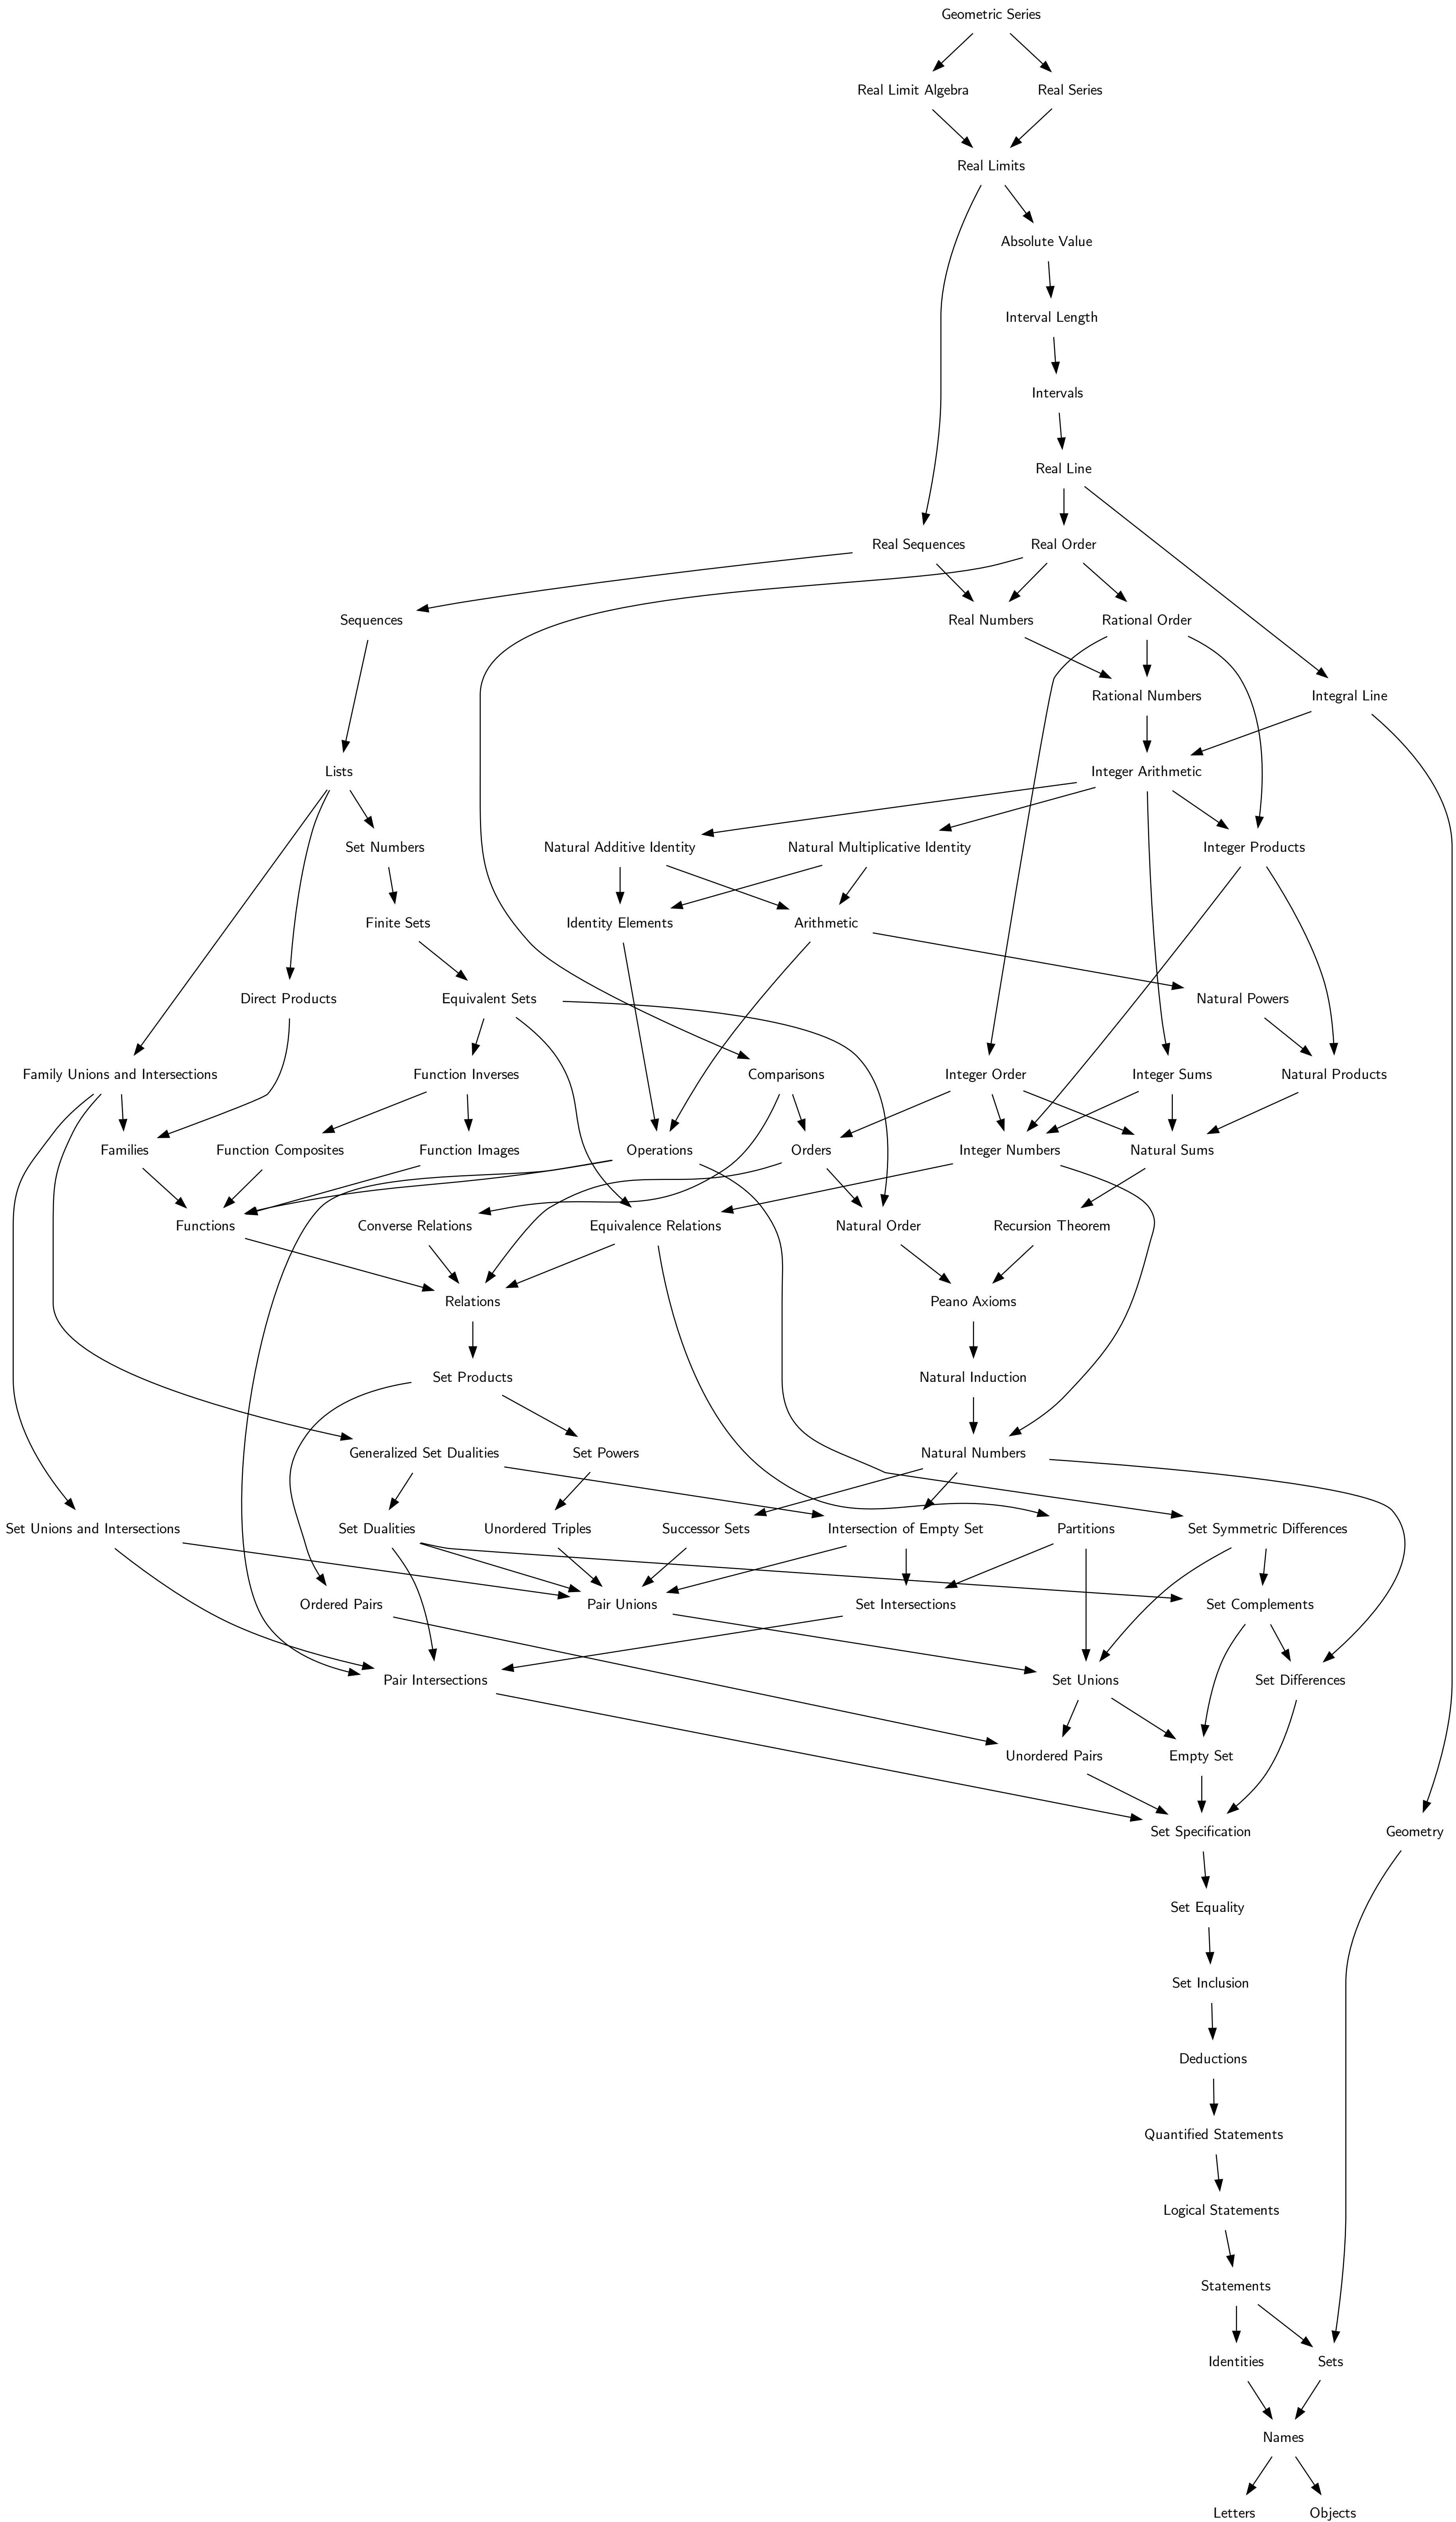 Geometric Series
Real Limit Algebra
Real Series
Real Limits
Absolute Value
Interval Length
Intervals
Real Line
Real Sequences
Real Order
Sequences
Real Numbers
Rational Order
Rational Numbers
Integral Line
Lists
Integer Arithmetic
Set Numbers
Natural Additive Identity
Natural Multiplicative Identity
Integer Products
Finite Sets
Identity Elements
Arithmetic
Direct Products
Equivalent Sets
Natural Powers
Family Unions and Intersections
Function Inverses
Comparisons
Integer Order
Integer Sums
Natural Products
Families
Function Composites
Function Images
Operations
Orders
Integer Numbers
Natural Sums
Functions
Converse Relations
Equivalence Relations
Natural Order
Recursion Theorem
Relations
Peano Axioms
Set Products
Natural Induction
Generalized Set Dualities
Set Powers
Natural Numbers
Set Unions and Intersections
Set Dualities
Unordered Triples
Successor Sets
Intersection of Empty Set
Partitions
Set Symmetric Differences
Ordered Pairs
Pair Unions
Set Intersections
Set Complements
Pair Intersections
Set Unions
Set Differences
Unordered Pairs
Empty Set
Set Specification
Geometry
Set Equality
Set Inclusion
Deductions
Quantified Statements
Logical Statements
Statements
Identities
Sets
Names
Letters
Objects